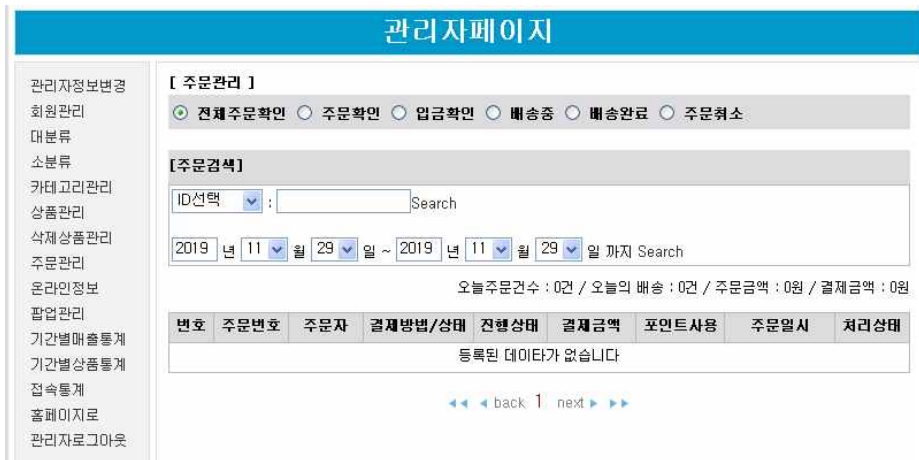 관리자페이지
관리자정보변경
회원관리
대분류
소분류
카테고리관리
상품관리
삭제상품관리
주문관리
온라인정보
팝업관리
기간별매출통계
기간별상품통계
접속통계
홈페이지로
관리자로그아웃
[ 주문관리 ]
전체주문확인 주문확인 입금확인 배송중 배송완료 주문취소
[주문검색]
ID선택 : Search
2019 년 11 월 29 일 ~ 2019 년 11 월 29 일 까지 Search
오늘주문건수 : 0건 / 오늘의 배송 : 0건 / 주문금액 : 0원 / 결제금액 : 0원
번호 주문번호 주문자 결제방법/상태 진행상태 결제금액 포인트사용 주문일시 처리상태
등록된 데이타가 없습니다
back 1 next